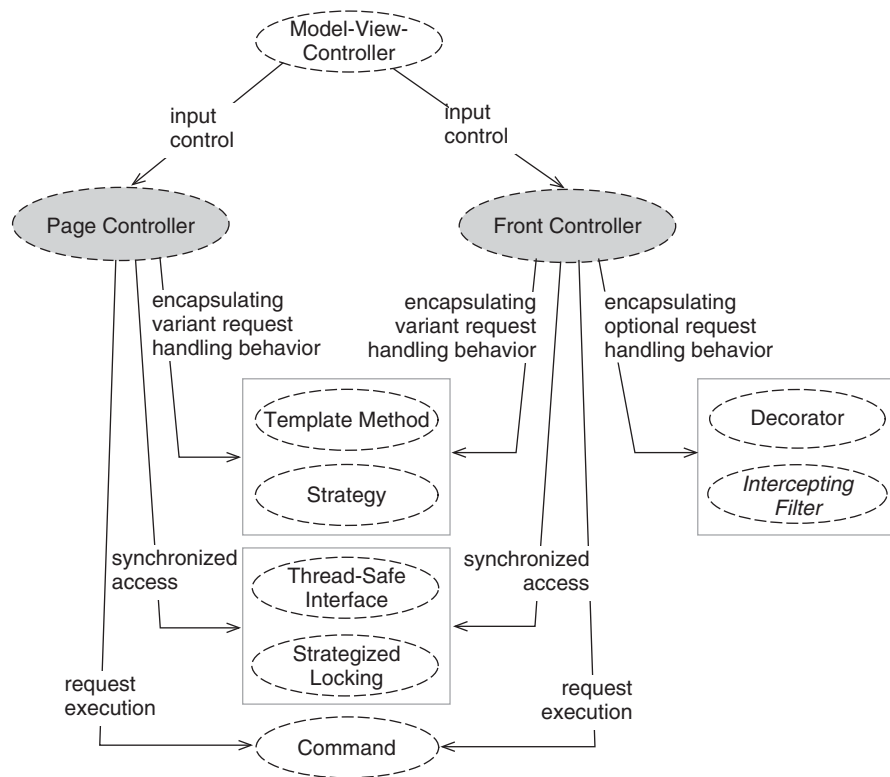 Model-View-
Controller
input
control
input
control
Page Controller
Front Controller
encapsulating
variant request
handling behavior
encapsulating
variant request
handling behavior
encapsulating
optional request
handling behavior
Template Method
Strategy
Decorator
Intercepting
Filter
synchronized
access
Thread-Safe
Interface
Strategized
Locking
synchronized
access
request
execution
request
execution
Command